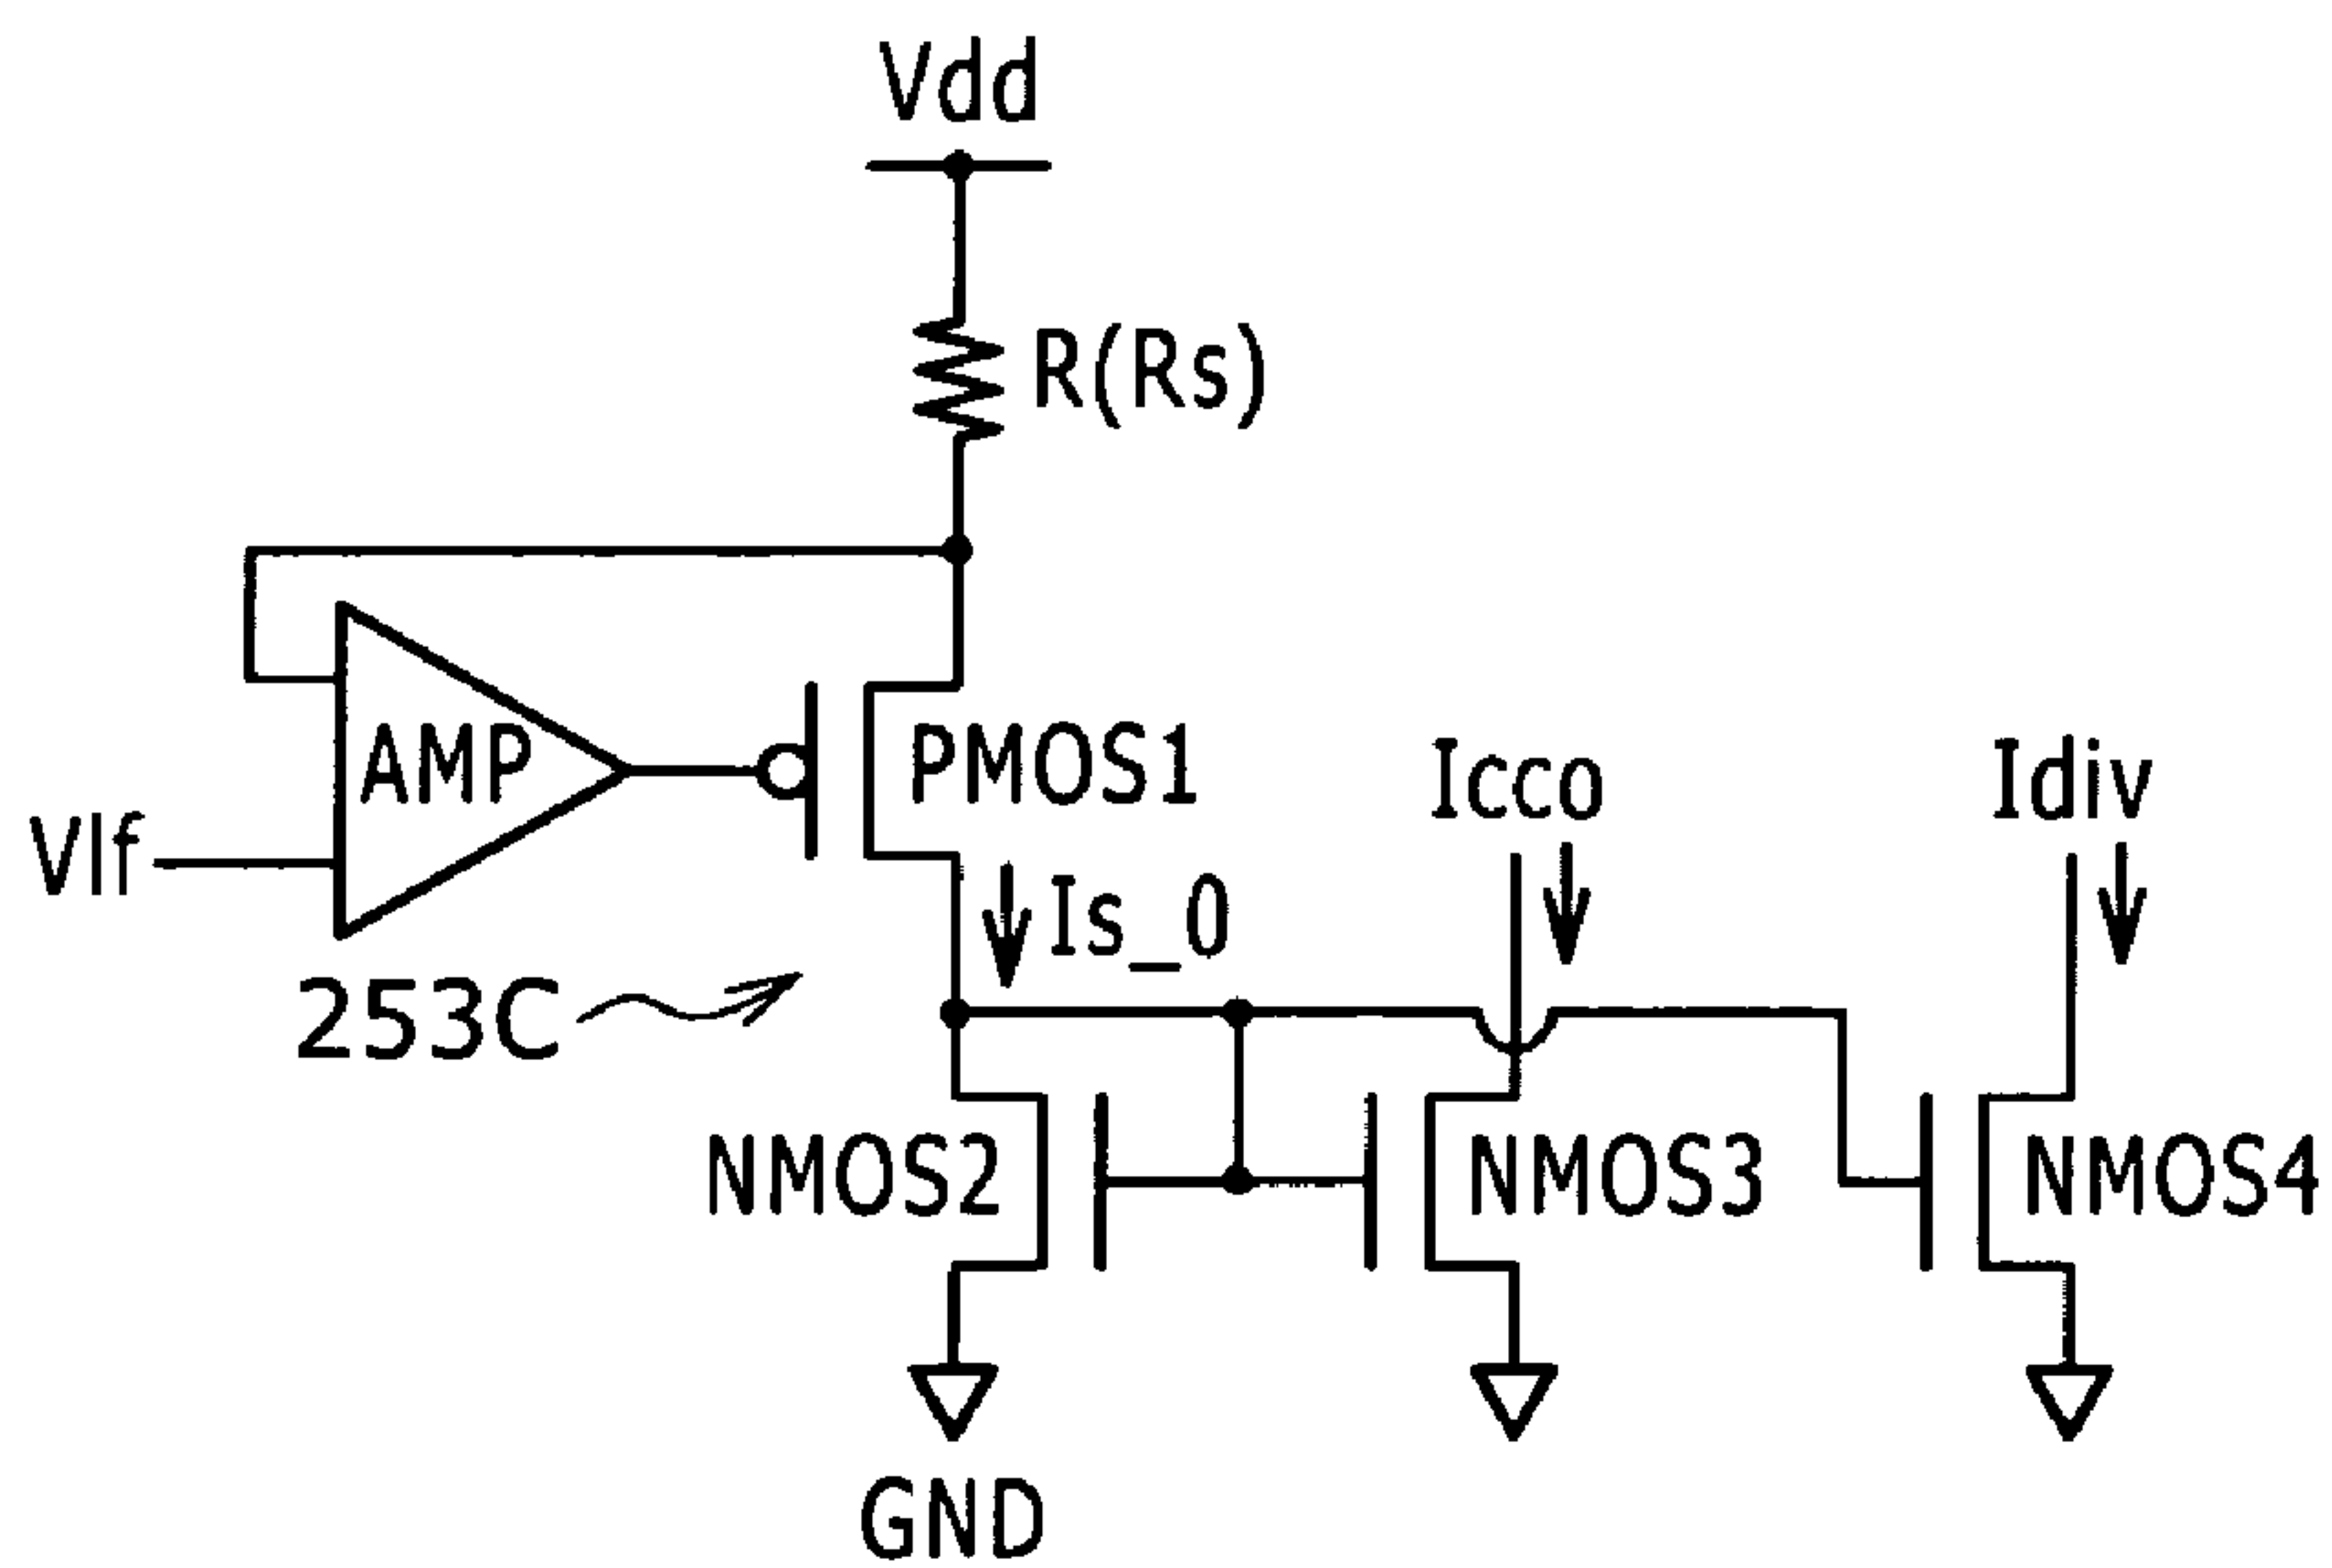 Vdd
R(Rs)
AMP
PMOS1
Icco
Idiv
Vlf
Is_0
253C
NMOS2
NMOS3
NMOS4
GND